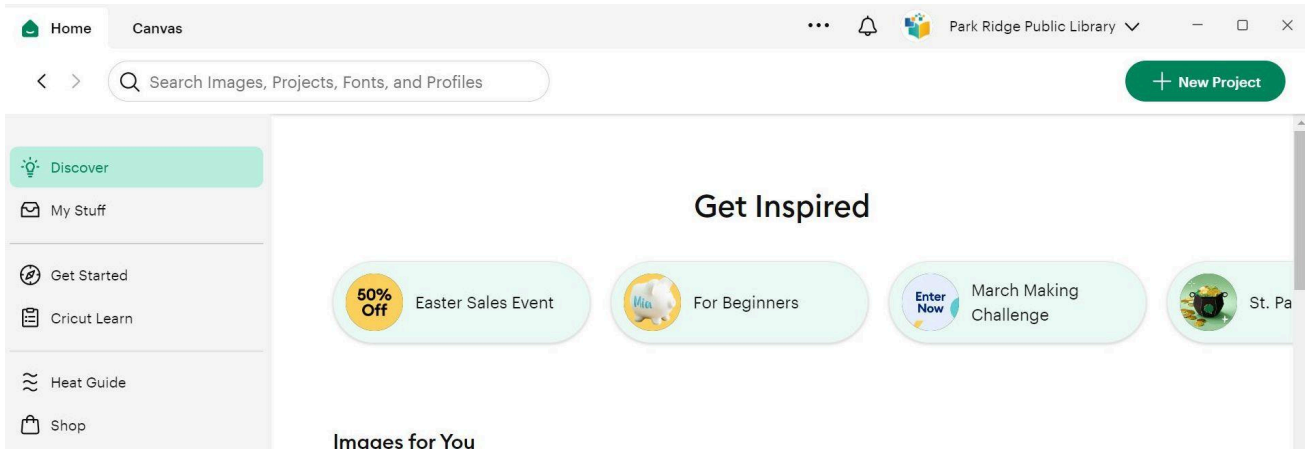 Home Canvas Park Ridge Public Library
Search Images, Projects, Fonts, and Profiles
+ New Project
Discover
My Stuff
Get Started
Cricut Learn
Heat Guide
Shop
Get Inspired
50%
Off
Easter Sales Event
Mia
For Beginners
Enter
Now
March Making
Challenge
St. Pa
Images for You